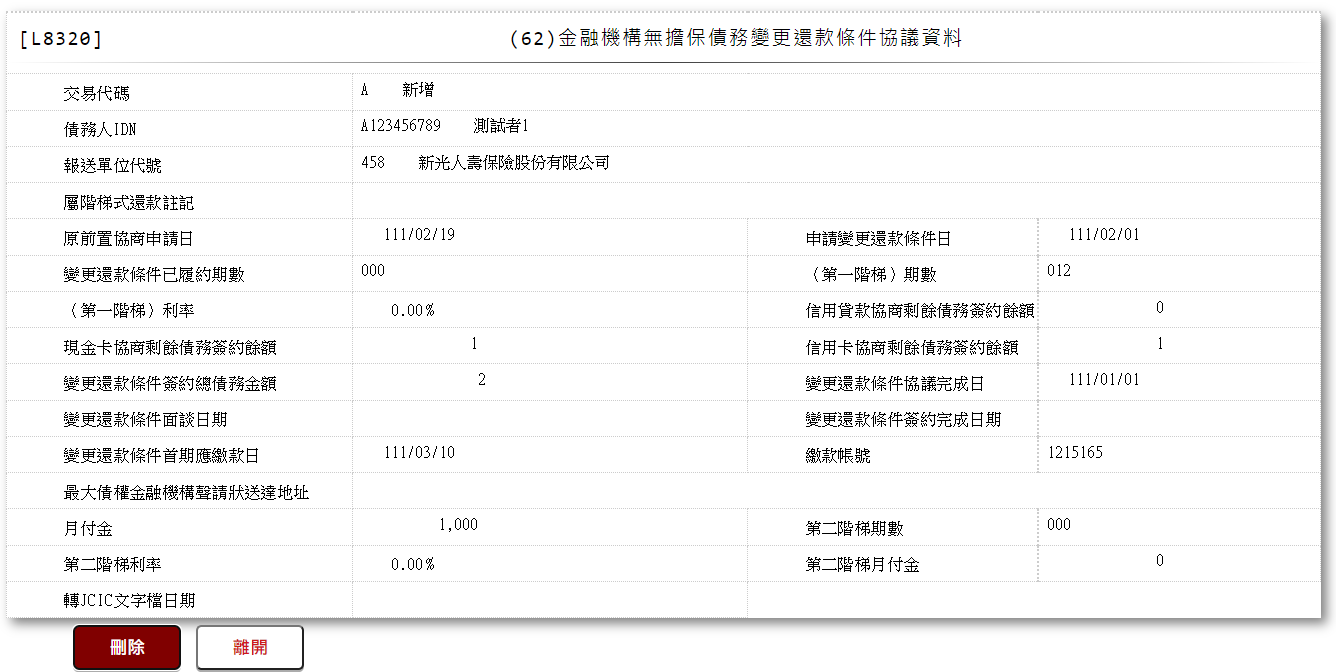 [L8320] (62)金融機構無擔保債務變更還款條件協議資料
交易代碼 A 新增
債務人IDN A123456789 測試者1
報送單位代號 458 新光人壽保險股份有限公司
屬階梯式還款註記
原前置協商申請日 111/02/19 申請變更還款條件日 111/02/01
變更還款條件已履約期數 000 （第一階梯）期數 012
（第一階梯）利率 0.00% 信用貸款協商剩餘債務簽約餘額 0
現金卡協商剩餘債務簽約餘額 1 信用卡協商剩餘債務簽約餘額 1
變更還款條件簽約總債務金額 2 變更還款條件協議完成日 111/01/01
變更還款條件面談日期 變更還款條件簽約完成日期
變更還款條件首期應繳款日 111/03/10 繳款帳號 1215165
最大債權金融機構聲請狀送達地址
月付金 1,000 第二階梯期數 000
第二階梯利率 0.00% 第二階梯月付金 0
轉JCIC文字檔日期
刪除 離開